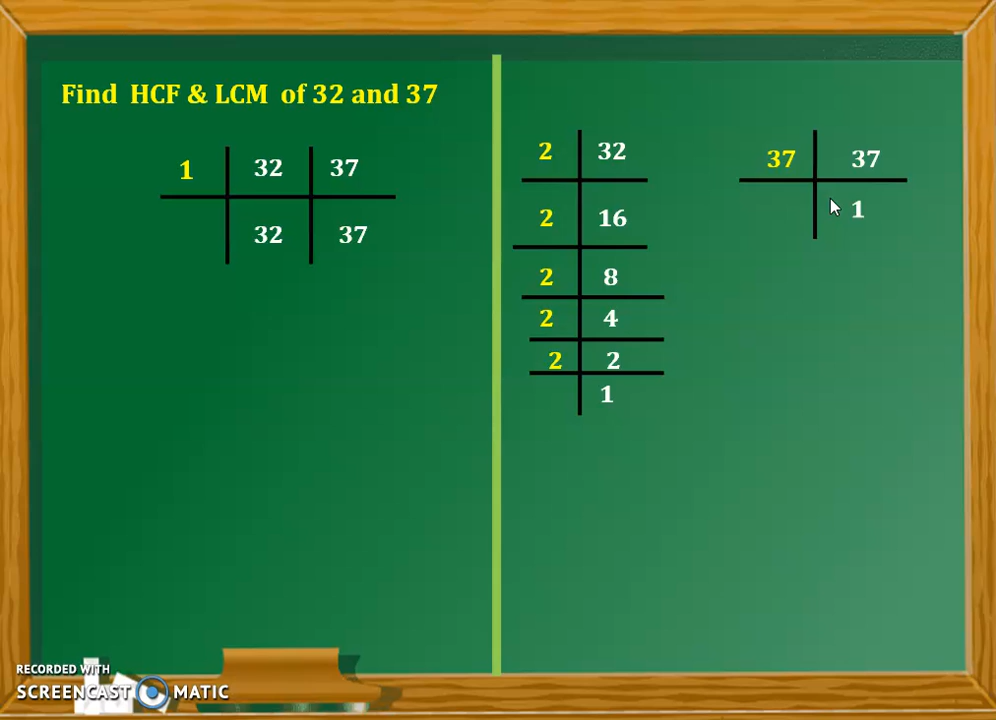 Find HCF & LCM of 32 and 37
1 32 37
32 37
2 32
2 16
2 8
2 4
2 2
1
37 37
1
RECORDED WITH
SCREENCAST MATIC